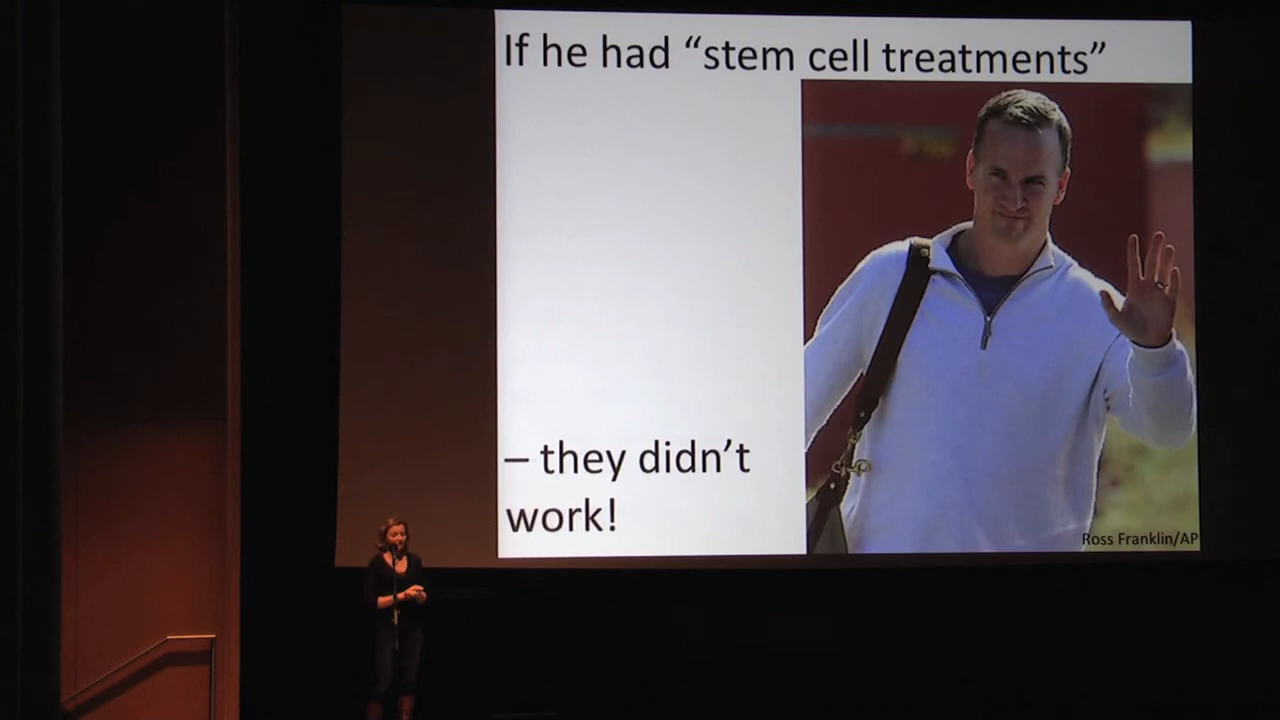 If he had “stem cell treatments”
– they didn’t
work!
Ross Franklin/AP